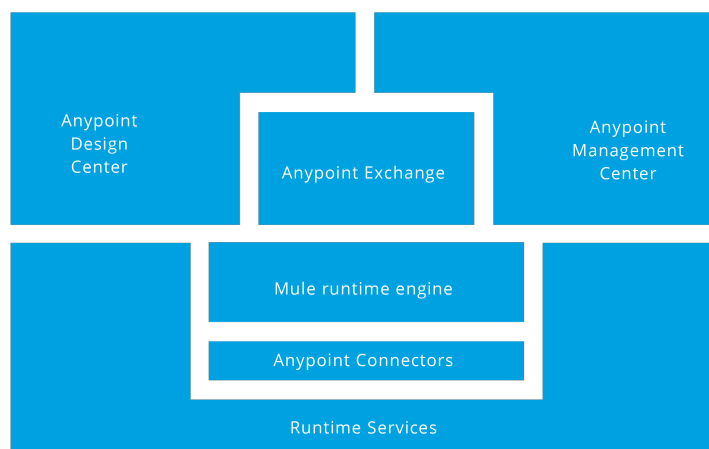 Anypoint
Design
Center
Anypoint Exchange
Anypoint
Management
Center
Mule runtime engine
Anypoint Connectors
Runtime Services